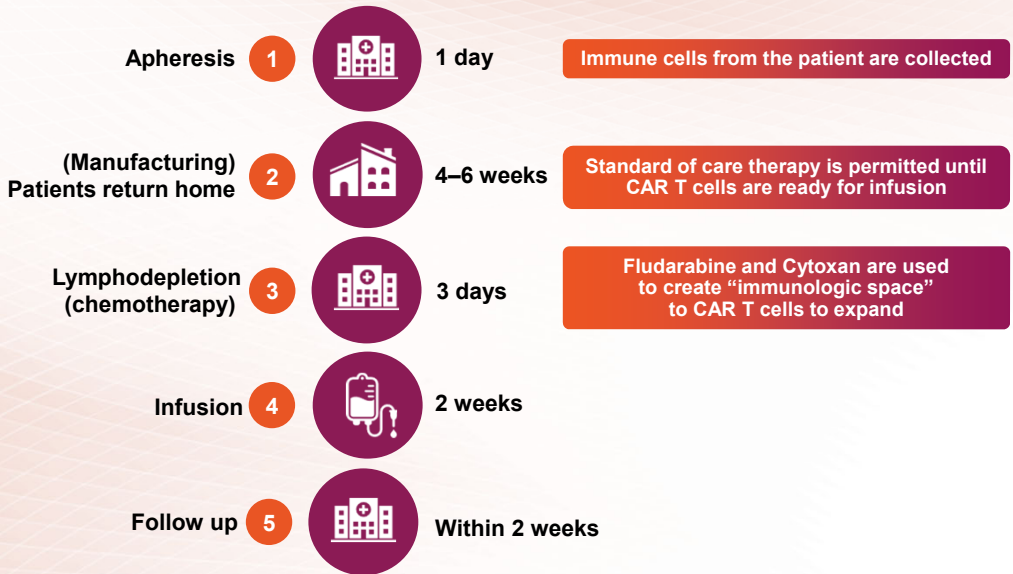 Apheresis
1
1 day
Immune cells from the patient are collected
(Manufacturing)
Patients return home
2
4–6 weeks
Standard of care therapy is permitted until
CAR T cells are ready for infusion
Lymphodepletion
(chemotherapy)
3
3 days
Fludarabine and Cytoxan are used
to create “immunologic space”
to CAR T cells to expand
Infusion
4
2 weeks
Follow up
5
Within 2 weeks